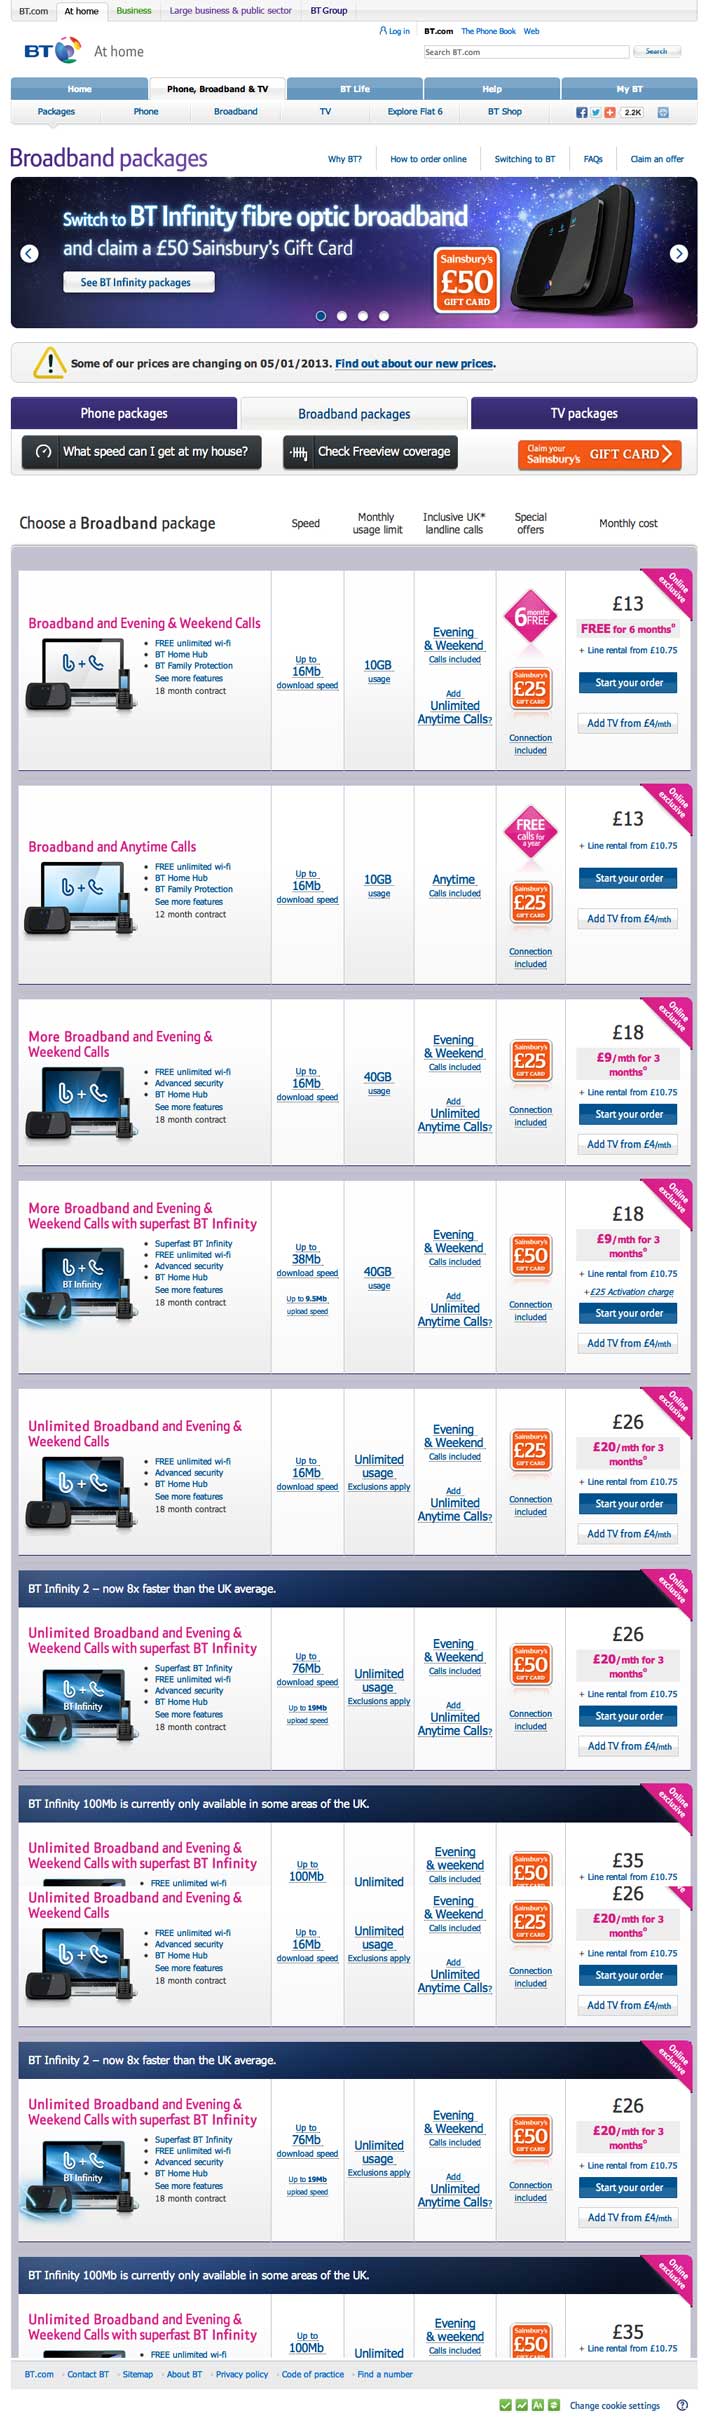 BT.com At home Business Large business & public sector BT Group
Log in BT.com The Phone Book Web
BT At home
Search BT.com Search
Home Phone, Broadband & TV BT Life Help My BT
Packages Phone Broadband TV Explore Flat 6 BT Shop 2.2K
Broadband packages Why BT? How to order online Switching to BT FAQs Claim an offer
Switch to BT Infinity fibre optic broadband
and claim a £50 Sainsbury's Gift Card
See BT Infinity packages
Sainsbury's
£50
GIFT CARD
Some of our prices are changing on 05/01/2013. Find out about our new prices.
Phone packages Broadband packages TV packages
What speed can I get at my house? Check Freeview coverage Claim your Sainsbury's GIFT CARD
Choose a Broadband package Speed Monthly usage limit Inclusive UK* landline calls Special offers Monthly cost
Online exclusive
Broadband and Evening & Weekend Calls
FREE unlimited wi-fi
BT Home Hub
BT Family Protection
See more features
18 month contract
Up to
16Mb
download speed
10GB
usage
Evening
& Weekend
Calls included
Add
Unlimited
Anytime Calls?
6 months FREE
Sainsbury's
£25
GIFT CARD
Connection
included
£13
FREE for 6 months°
+ Line rental from £10.75
Start your order
Add TV from £4/mth
Online exclusive
Broadband and Anytime Calls
FREE unlimited wi-fi
BT Home Hub
BT Family Protection
See more features
12 month contract
Up to
16Mb
download speed
10GB
usage
Anytime
Calls included
FREE
calls for
a year
Sainsbury's
£25
GIFT CARD
Connection
included
£13
+ Line rental from £10.75
Start your order
Add TV from £4/mth
Online exclusive
More Broadband and Evening &
Weekend Calls
FREE unlimited wi-fi
Advanced security
BT Home Hub
See more features
18 month contract
Up to
16Mb
download speed
40GB
usage
Evening
& Weekend
Calls included
Add
Unlimited
Anytime Calls?
Sainsbury's
£25
GIFT CARD
Connection
included
£18
£9/mth for 3
months°
+ Line rental from £10.75
Start your order
Add TV from £4/mth
Online exclusive
More Broadband and Evening &
Weekend Calls with superfast BT Infinity
BT Infinity
Superfast BT Infinity
FREE unlimited wi-fi
Advanced security
BT Home Hub
See more features
18 month contract
Up to
38Mb
download speed
Up to 9.5Mb
upload speed
40GB
usage
Evening
& Weekend
Calls included
Add
Unlimited
Anytime Calls?
Sainsbury's
£50
GIFT CARD
Connection
included
£18
£9/mth for 3
months°
+ Line rental from £10.75
+£25 Activation charge
Start your order
Add TV from £4/mth
Online exclusive
Unlimited Broadband and Evening &
Weekend Calls
FREE unlimited wi-fi
Advanced security
BT Home Hub
See more features
18 month contract
Up to
16Mb
download speed
Unlimited
usage
Exclusions apply
Evening
& Weekend
Calls included
Add
Unlimited
Anytime Calls?
Sainsbury's
£25
GIFT CARD
Connection
included
£26
£20/mth for 3
months°
+ Line rental from £10.75
Start your order
Add TV from £4/mth
BT Infinity 2 – now 8x faster than the UK average.
Online exclusive
Unlimited Broadband and Evening &
Weekend Calls with superfast BT Infinity
BT Infinity
Superfast BT Infinity
FREE unlimited wi-fi
Advanced security
BT Home Hub
See more features
18 month contract
Up to
76Mb
download speed
Up to 19Mb
upload speed
Unlimited
usage
Exclusions apply
Evening
& Weekend
Calls included
Add
Unlimited
Anytime Calls?
Sainsbury's
£50
GIFT CARD
Connection
included
£26
£20/mth for 3
months°
+ Line rental from £10.75
Start your order
Add TV from £4/mth
BT Infinity 100Mb is currently only available in some areas of the UK.
Online exclusive
Unlimited Broadband and Evening &
Weekend Calls with superfast BT Infinity
FREE unlimited wi-fi
Up to
100Mb
Unlimited
Evening
& weekend
Calls included
Sainsbury's
£50
GIFT CARD
£35
+ Line rental from £10.75
Unlimited Broadband and Evening &
Weekend Calls
FREE unlimited wi-fi
Advanced security
BT Home Hub
See more features
18 month contract
Up to
16Mb
download speed
Unlimited
usage
Exclusions apply
Evening
& Weekend
Calls included
Add
Unlimited
Anytime Calls?
Sainsbury's
£25
GIFT CARD
Connection
included
£26
£20/mth for 3
months°
+ Line rental from £10.75
Start your order
Add TV from £4/mth
BT Infinity 2 – now 8x faster than the UK average.
Online exclusive
Unlimited Broadband and Evening &
Weekend Calls with superfast BT Infinity
BT Infinity
Superfast BT Infinity
FREE unlimited wi-fi
Advanced security
BT Home Hub
See more features
18 month contract
Up to
76Mb
download speed
Up to 19Mb
upload speed
Unlimited
usage
Exclusions apply
Evening
& Weekend
Calls included
Add
Unlimited
Anytime Calls?
Sainsbury's
£50
GIFT CARD
Connection
included
£26
£20/mth for 3
months°
+ Line rental from £10.75
Start your order
Add TV from £4/mth
BT Infinity 100Mb is currently only available in some areas of the UK.
Online exclusive
Unlimited Broadband and Evening &
Weekend Calls with superfast BT Infinity
Up to
100Mb
Unlimited
Evening
& weekend
Calls included
Sainsbury's
£50
GIFT CARD
£35
+ Line rental from £10.75
BT.com Contact BT Sitemap About BT Privacy policy Code of practice Find a number
Change cookie settings ?